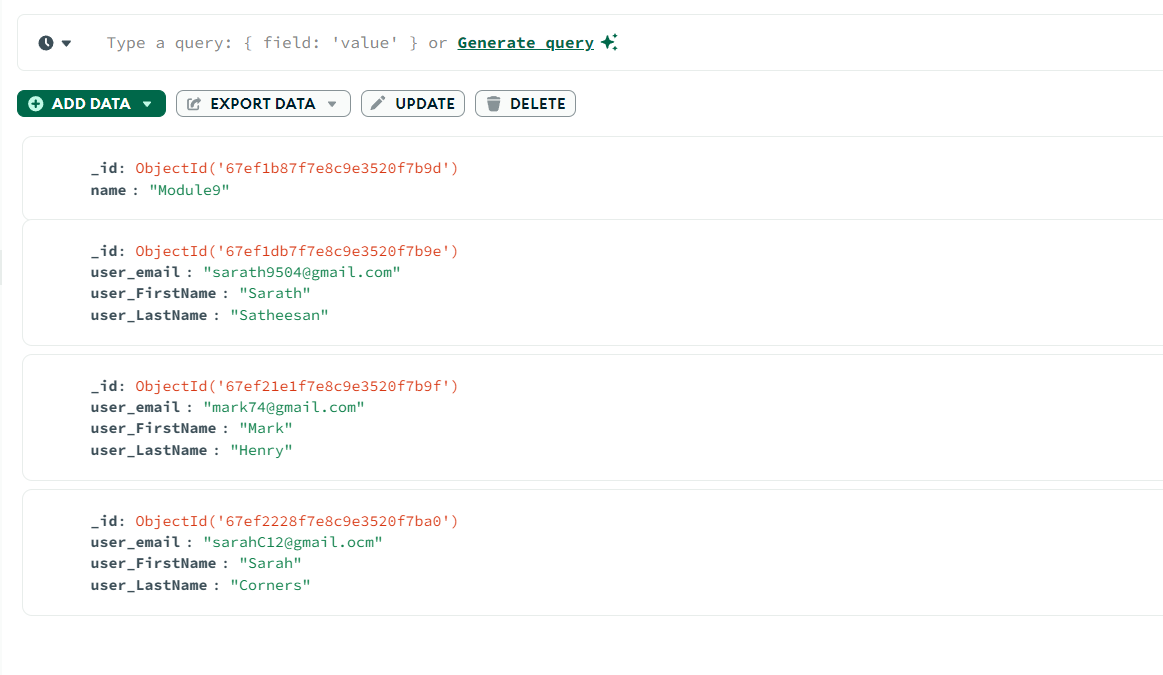 Type a query: { field: 'value' } or Generate query
ADD DATA EXPORT DATA UPDATE DELETE
_id: ObjectId('67ef1b87f7e8c9e3520f7b9d')
name : "Module9"
_id: ObjectId('67ef1db7f7e8c9e3520f7b9e')
user_email : "sarath9504@gmail.com"
user_FirstName : "Sarath"
user_LastName : "Satheesan"
_id: ObjectId('67ef21e1f7e8c9e3520f7b9f')
user_email : "mark74@gmail.com"
user_FirstName : "Mark"
user_LastName : "Henry"
_id: ObjectId('67ef2228f7e8c9e3520f7ba0')
user_email : "sarahC12@gmail.ocm"
user_FirstName : "Sarah"
user_LastName : "Corners"